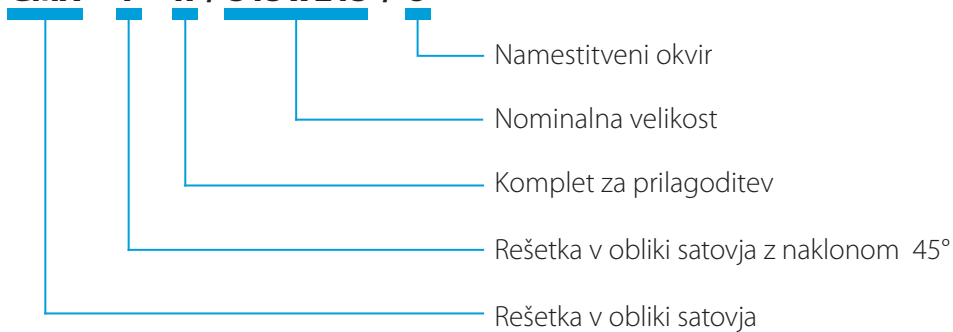 Namestitveni okvir
Nominalna velikost
Komplet za prilagoditev
Rešetka v obliki satovja z naklonom 45°
Rešetka v obliki satovja